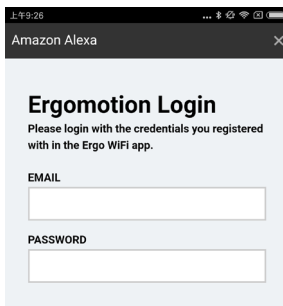 上午9:26
Amazon Alexa
Ergomotion Login
Please login with the credentials you registered
with in the Ergo WiFi app.
EMAIL
PASSWORD